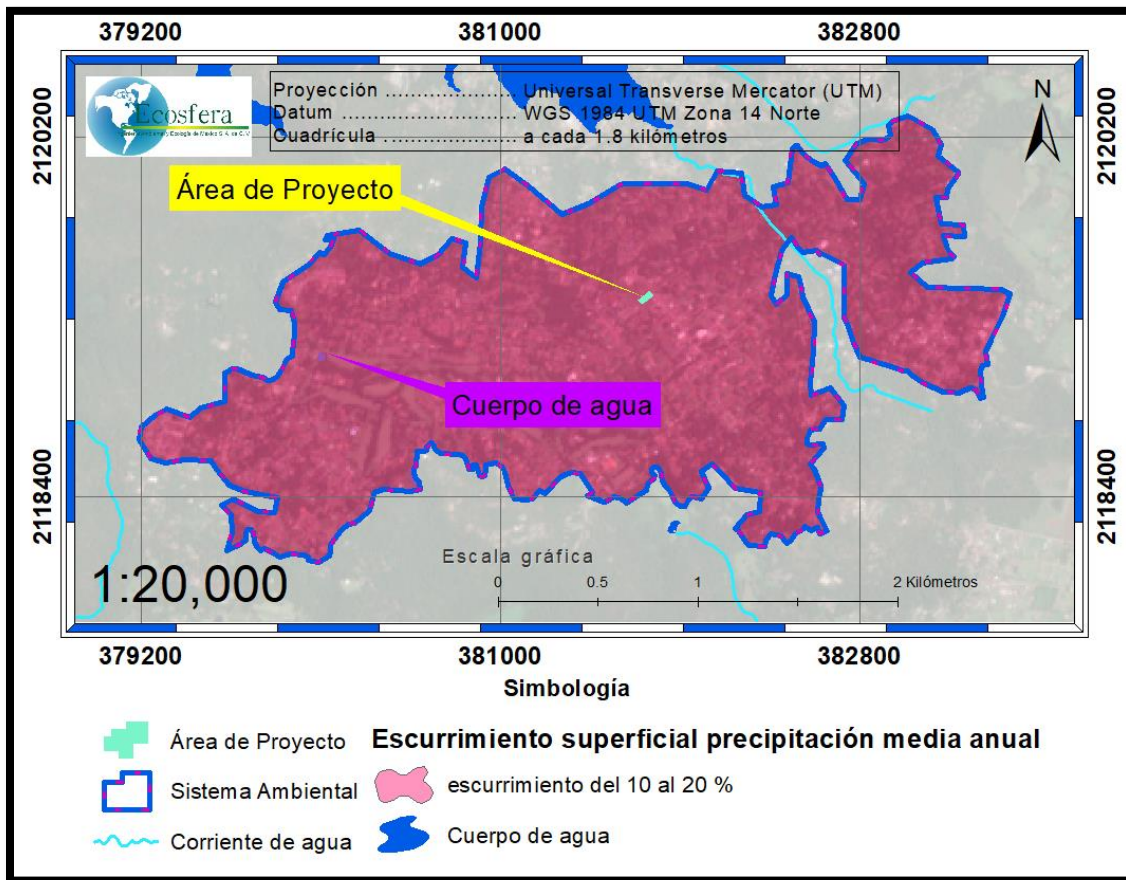 379200 381000 382800
2120200 2120200
Ecosfera
Proyección ..................... Universal Transverse Mercator (UTM)
Datum ........................... WGS 1984 UTM Zona 14 Norte
Cuadrícula ...................... a cada 1.8 kilómetros
N
Área de Proyecto
Cuerpo de agua
2118400 2118400
Escala gráfica
1:20,000
0 0.5 1 2 Kilómetros
379200 381000 382800
Simbología
Área de Proyecto
Sistema Ambiental
Corriente de agua
Escurrimiento superficial precipitación media anual
escurrimiento del 10 al 20 %
Cuerpo de agua